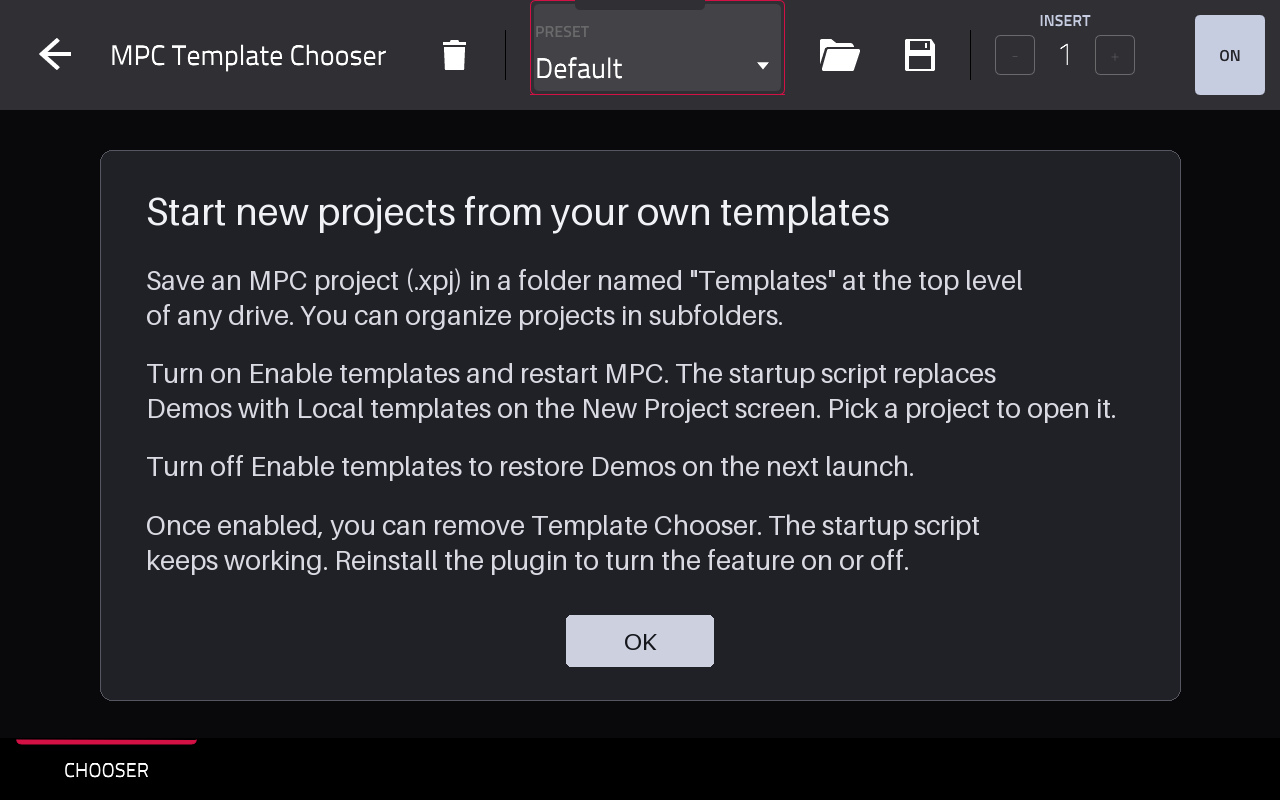 MPC Template Chooser
PRESET
Default
INSERT
-
1
+
ON
Start new projects from your own templates
Save an MPC project (.xpj) in a folder named "Templates" at the top level
of any drive. You can organize projects in subfolders.
Turn on Enable templates and restart MPC. The startup script replaces
Demos with Local templates on the New Project screen. Pick a project to open it.
Turn off Enable templates to restore Demos on the next launch.
Once enabled, you can remove Template Chooser. The startup script
keeps working. Reinstall the plugin to turn the feature on or off.
OK
CHOOSER